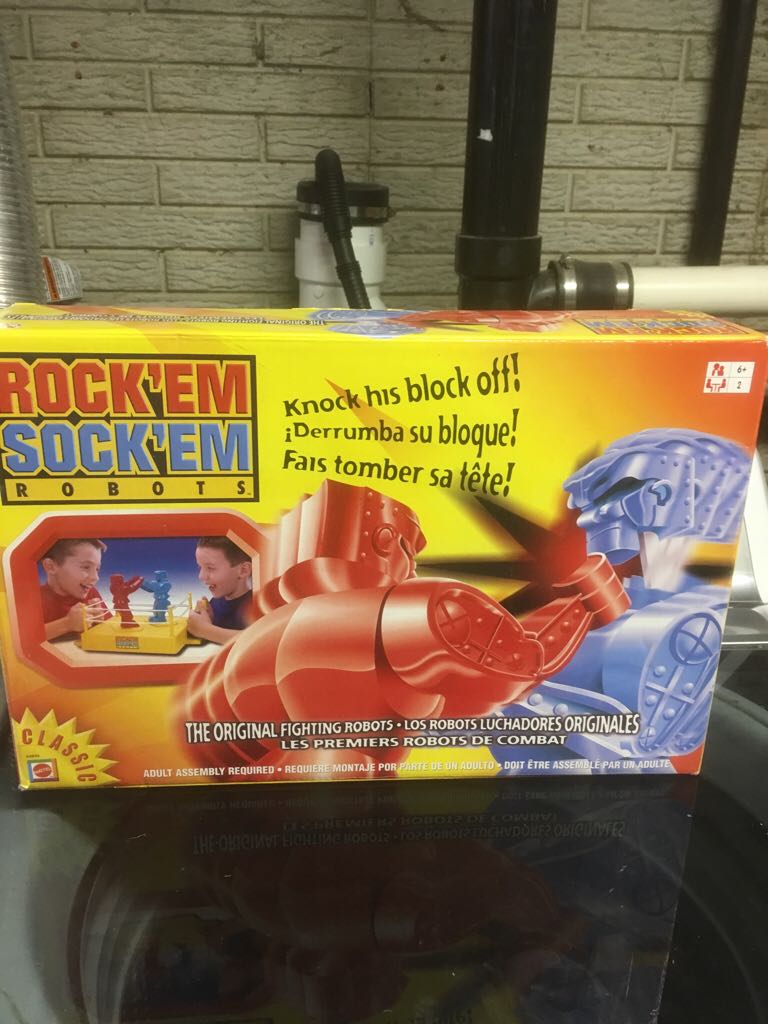 ROCK'EM
SOCK'EM
ROBOTS
Knock his block off!
¡Derrumba su bloque!
Fais tomber sa tête!
6+
2
THE ORIGINAL FIGHTING ROBOTS • LOS ROBOTS LUCHADORES ORIGINALES
LES PREMIERS ROBOTS DE COMBAT
CLASSIC
MATTEL
ADULT ASSEMBLY REQUIRED • REQUIERE MONTAJE POR PARTE DE UN ADULTO • DOIT ÊTRE ASSEMBLÉ PAR UN ADULTE